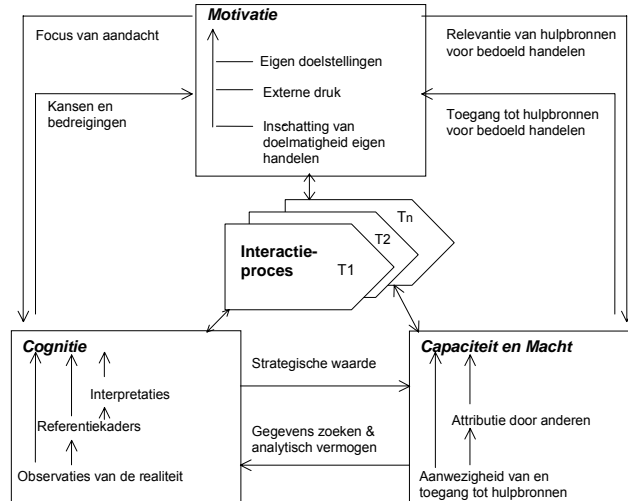 Motivatie
Focus van aandacht
Relevantie van hulpbronnen
voor bedoeld handelen
Eigen doelstellingen
Externe druk
Inschatting van
doelmatigheid eigen
handelen
Kansen en
bedreigingen
Toegang tot hulpbronnen
voor bedoeld handelen
Tn
T2
Interactie-
proces
T1
Cognitie
Interpretaties
Referentiekaders
Observaties van de realiteit
Strategische waarde
Gegevens zoeken &
analytisch vermogen
Capaciteit en Macht
Attributie door anderen
Aanwezigheid van en
toegang tot hulpbronnen